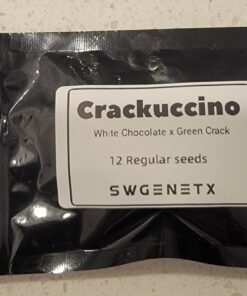 Crackuccino
White Chocolate x Green Crack
12 Regular seeds
SWGENETX